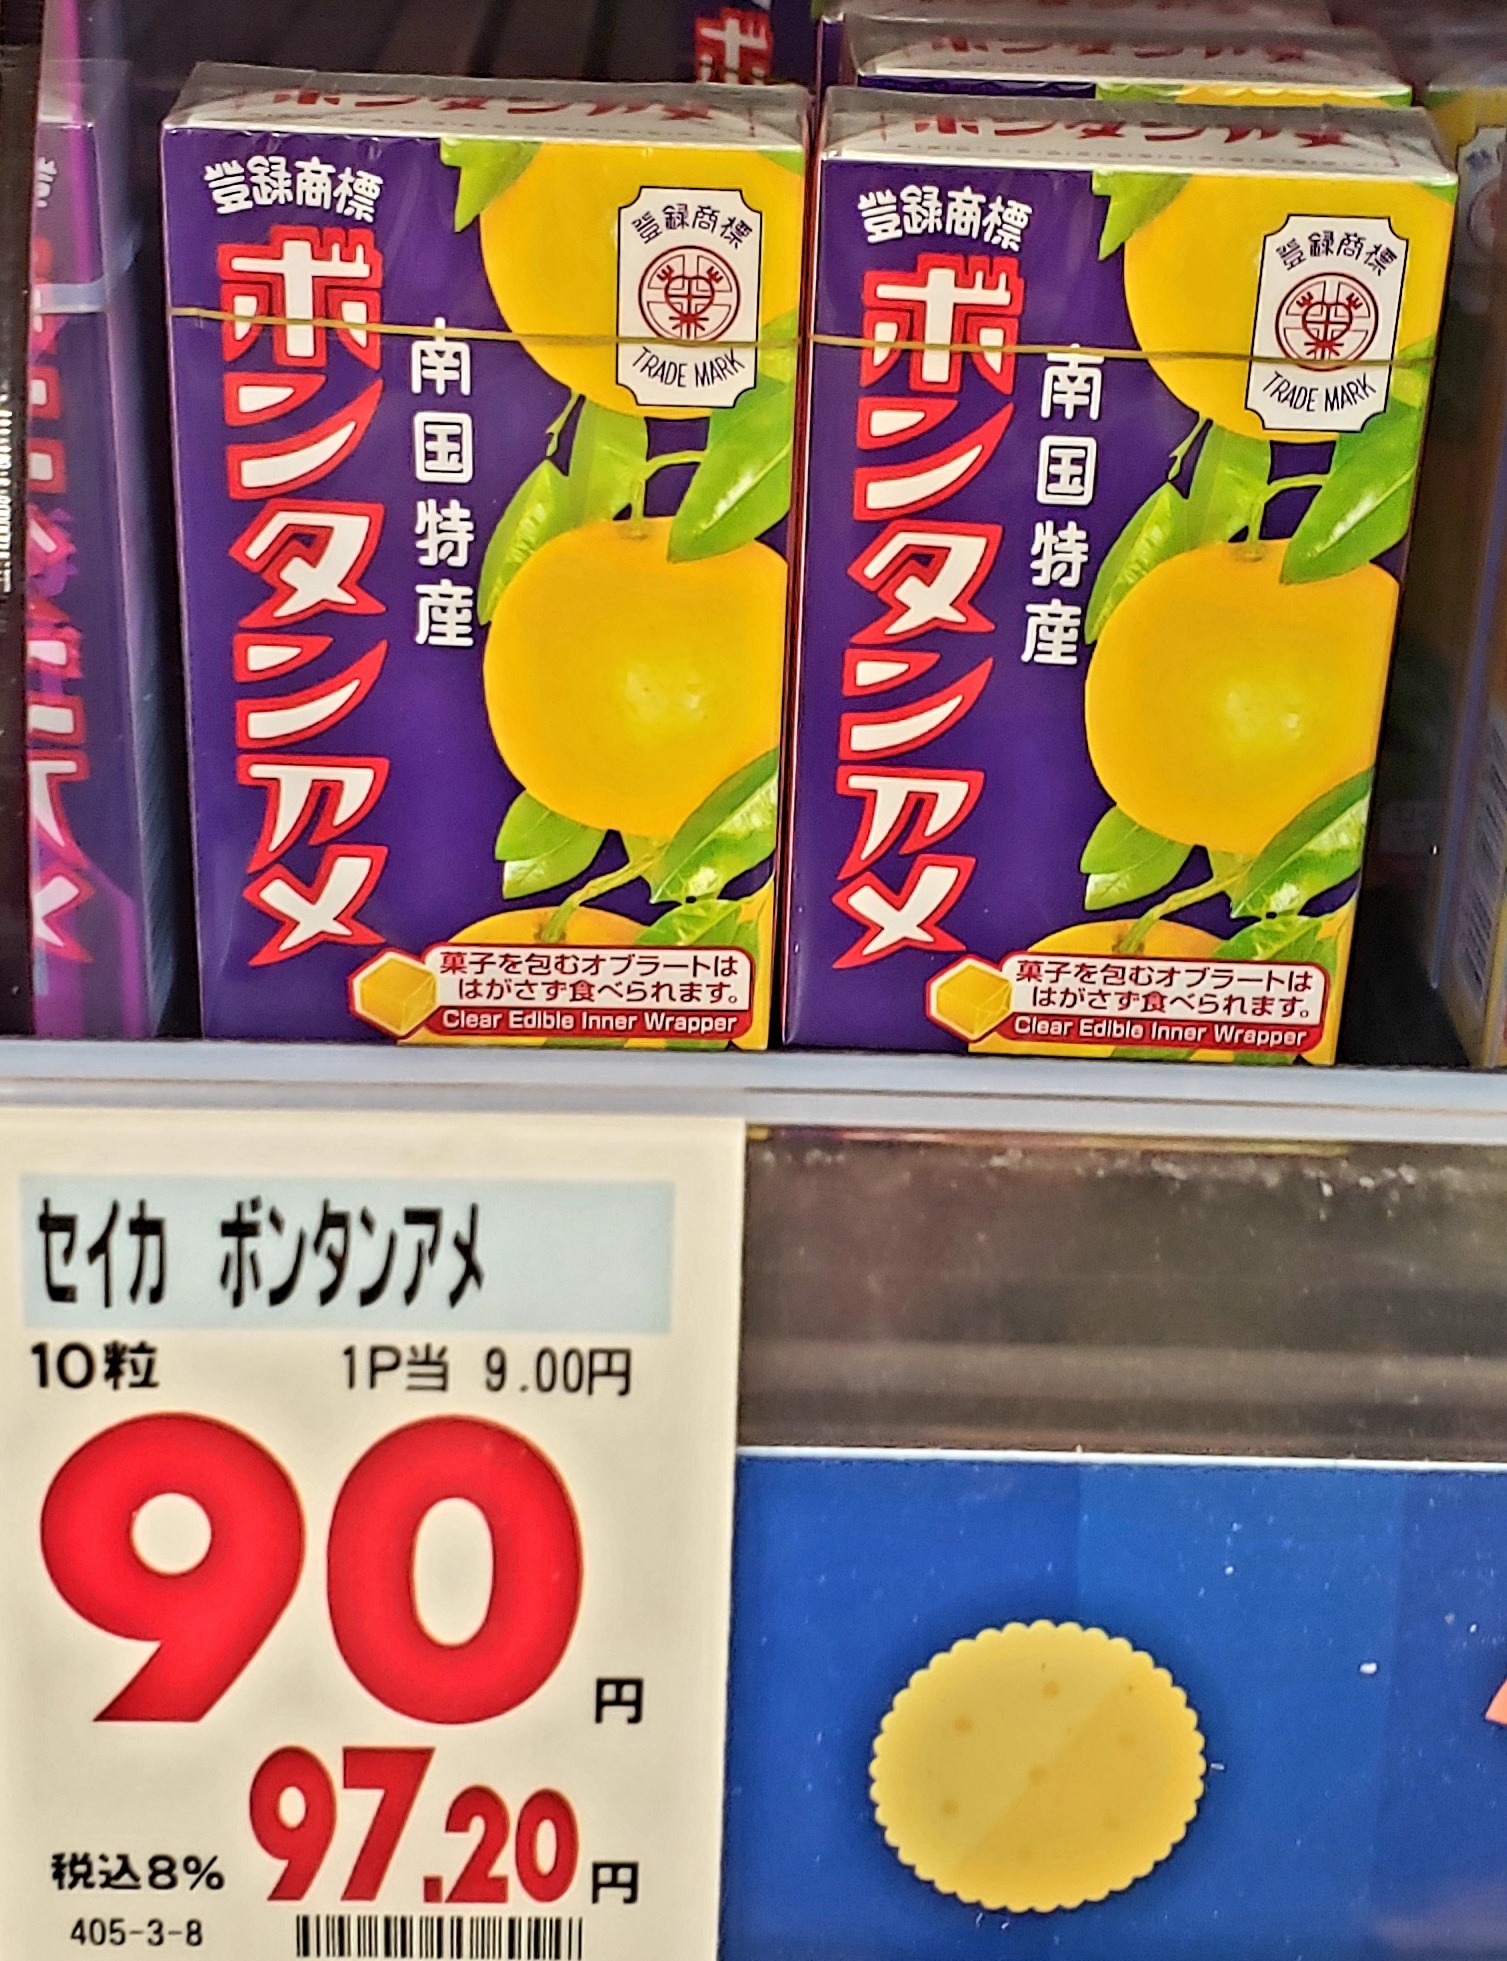 登録商標
ボンタンアメ
南国特産
登録商標
TRADE MARK
菓子を包むオブラートは
はがさず食べられます。
Clear Edible Inner Wrapper
登録商標
ボンタンアメ
南国特産
登録商標
TRADE MARK
菓子を包むオブラートは
はがさず食べられます。
Clear Edible Inner Wrapper
セイカ ボンタンアメ
10粒 1P当 9.00円
90円
税込8% 97.20円
405-3-8